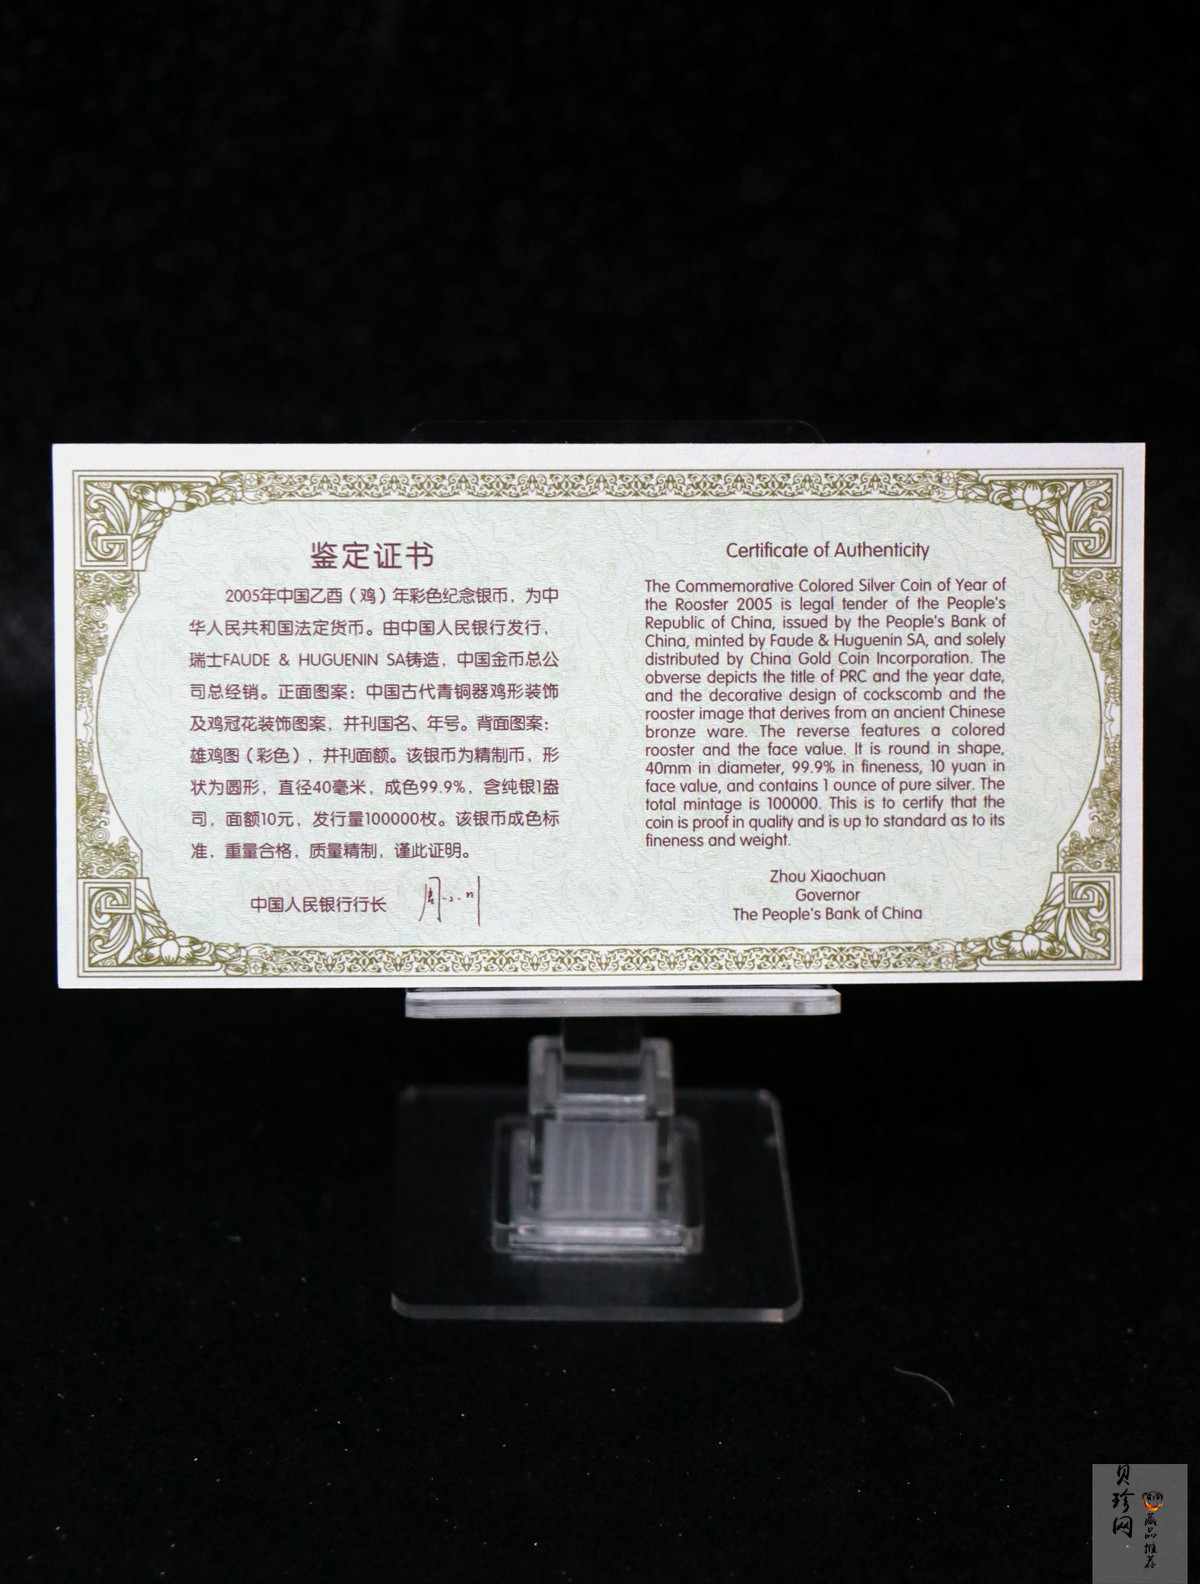 鉴定证书
2005年中国乙酉（鸡）年彩色纪念银币，为中
华人民共和国法定货币。由中国人民银行发行，
瑞士FAUDE & HUGUENIN SA铸造，中国金币总公
司总经销。正面图案：中国古代青铜器鸡形装饰
及鸡冠花装饰图案，并刊国名、年号。背面图案：
雄鸡图（彩色），并刊面额。该银币为精制币，形
状为圆形，直径40毫米，成色99.9%，含纯银1盎
司，面额10元，发行量100000枚。该银币成色标
准，重量合格，质量精制，谨此证明。
中国人民银行行长 周小川
Certificate of Authenticity
The Commemorative Colored Silver Coin of Year of
the Rooster 2005 is legal tender of the People's
Republic of China, issued by the People's Bank of
China, minted by Faude & Huguenin SA, and solely
distributed by China Gold Coin Incorporation. The
obverse depicts the title of PRC and the year date,
and the decorative design of cockscomb and the
rooster image that derives from an ancient Chinese
bronze ware. The reverse features a colored
rooster and the face value. It is round in shape,
40mm in diameter, 99.9% in fineness, 10 yuan in
face value, and contains 1 ounce of pure silver. The
total mintage is 100000. This is to certify that the
coin is proof in quality and is up to standard as to its
fineness and weight.
Zhou Xiaochuan
Governor
The People's Bank of China
贝珍网
藏品推荐